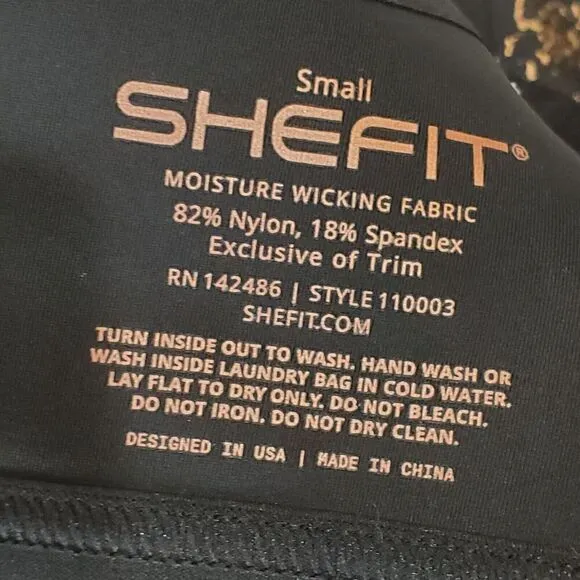 Small
SHEFIT®
MOISTURE WICKING FABRIC
82% Nylon, 18% Spandex
Exclusive of Trim
RN 142486 | STYLE 110003
SHEFIT.COM
TURN INSIDE OUT TO WASH. HAND WASH OR
WASH INSIDE LAUNDRY BAG IN COLD WATER.
LAY FLAT TO DRY ONLY. DO NOT BLEACH.
DO NOT IRON. DO NOT DRY CLEAN.
DESIGNED IN USA | MADE IN CHINA